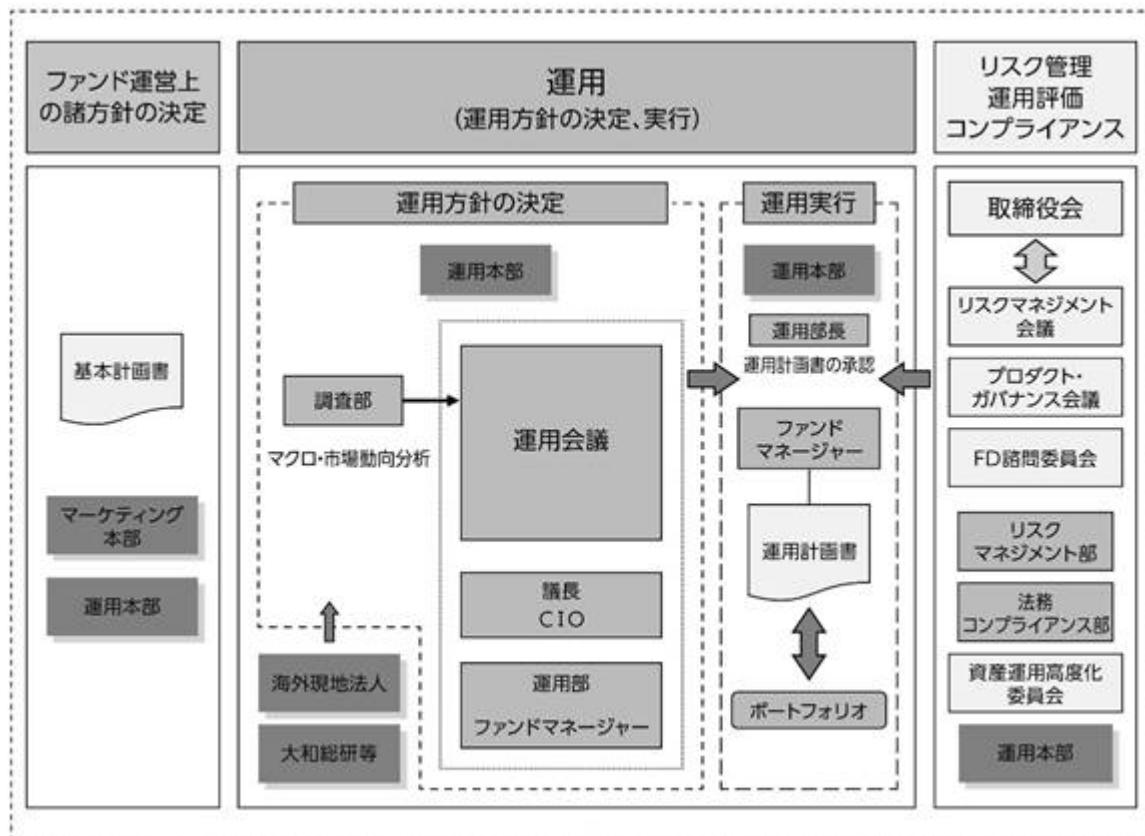 ファンド運営上
の諸方針の決定
運用
(運用方針の決定、実行)
リスク管理
運用評価
コンプライアンス
基本計画書
マーケティング
本部
運用本部
運用方針の決定
運用本部
調査部
マクロ・市場動向分析
運用会議
議長
CIO
運用部
ファンドマネージャー
海外現地法人
大和総研等
運用実行
運用本部
運用部長
運用計画書の承認
ファンド
マネージャー
運用計画書
ポートフォリオ
取締役会
リスクマネジメント
会議
プロダクト・
ガバナンス会議
FD諮問委員会
リスク
マネジメント部
法務
コンプライアンス部
資産運用高度化
委員会
運用本部